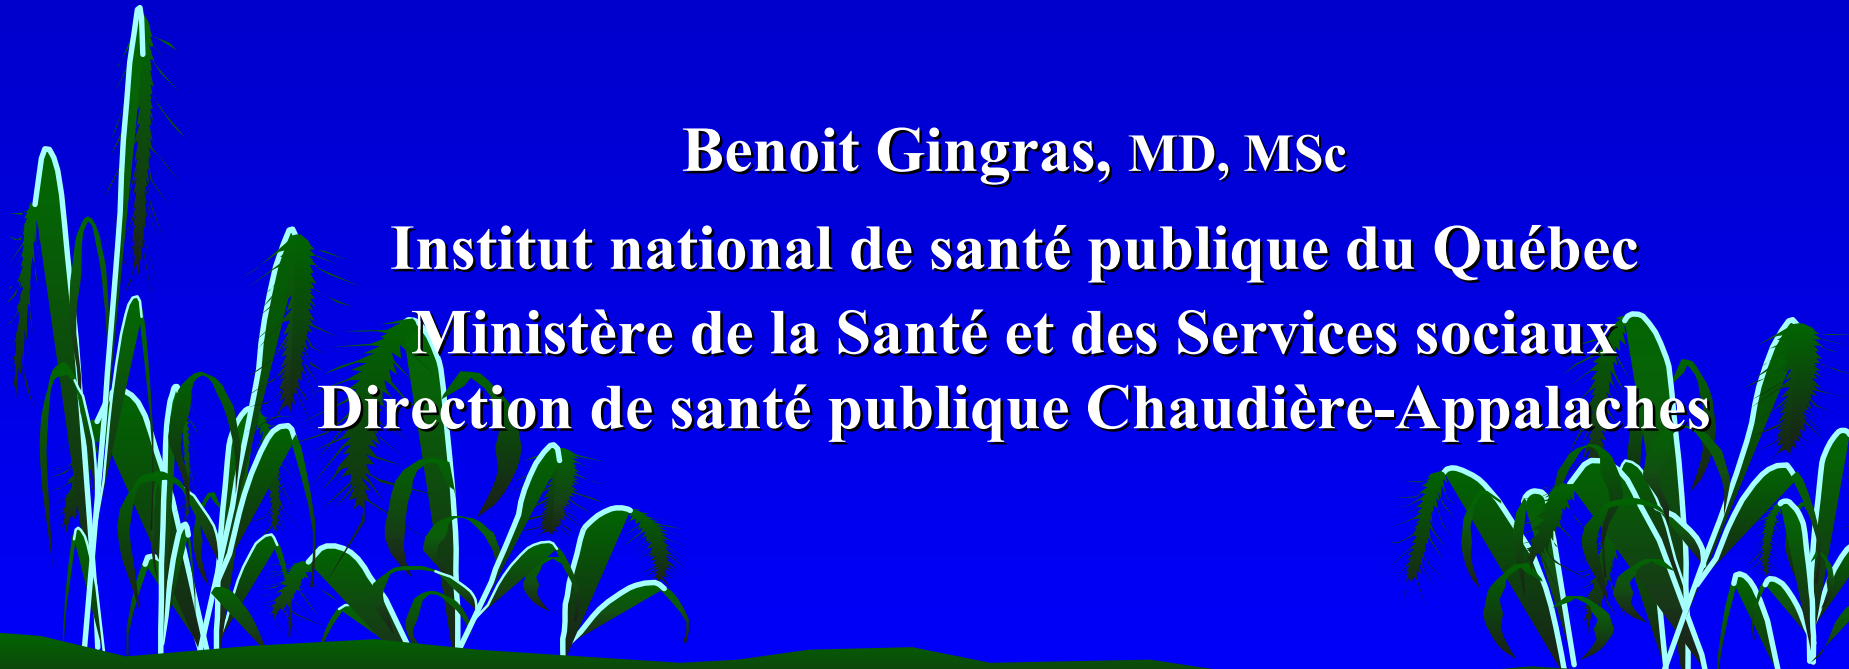 Benoit Gingras, MD, MSc
Institut national de santé publique du Québec
Ministère de la Santé et des Services sociaux
Direction de santé publique Chaudière-Appalaches